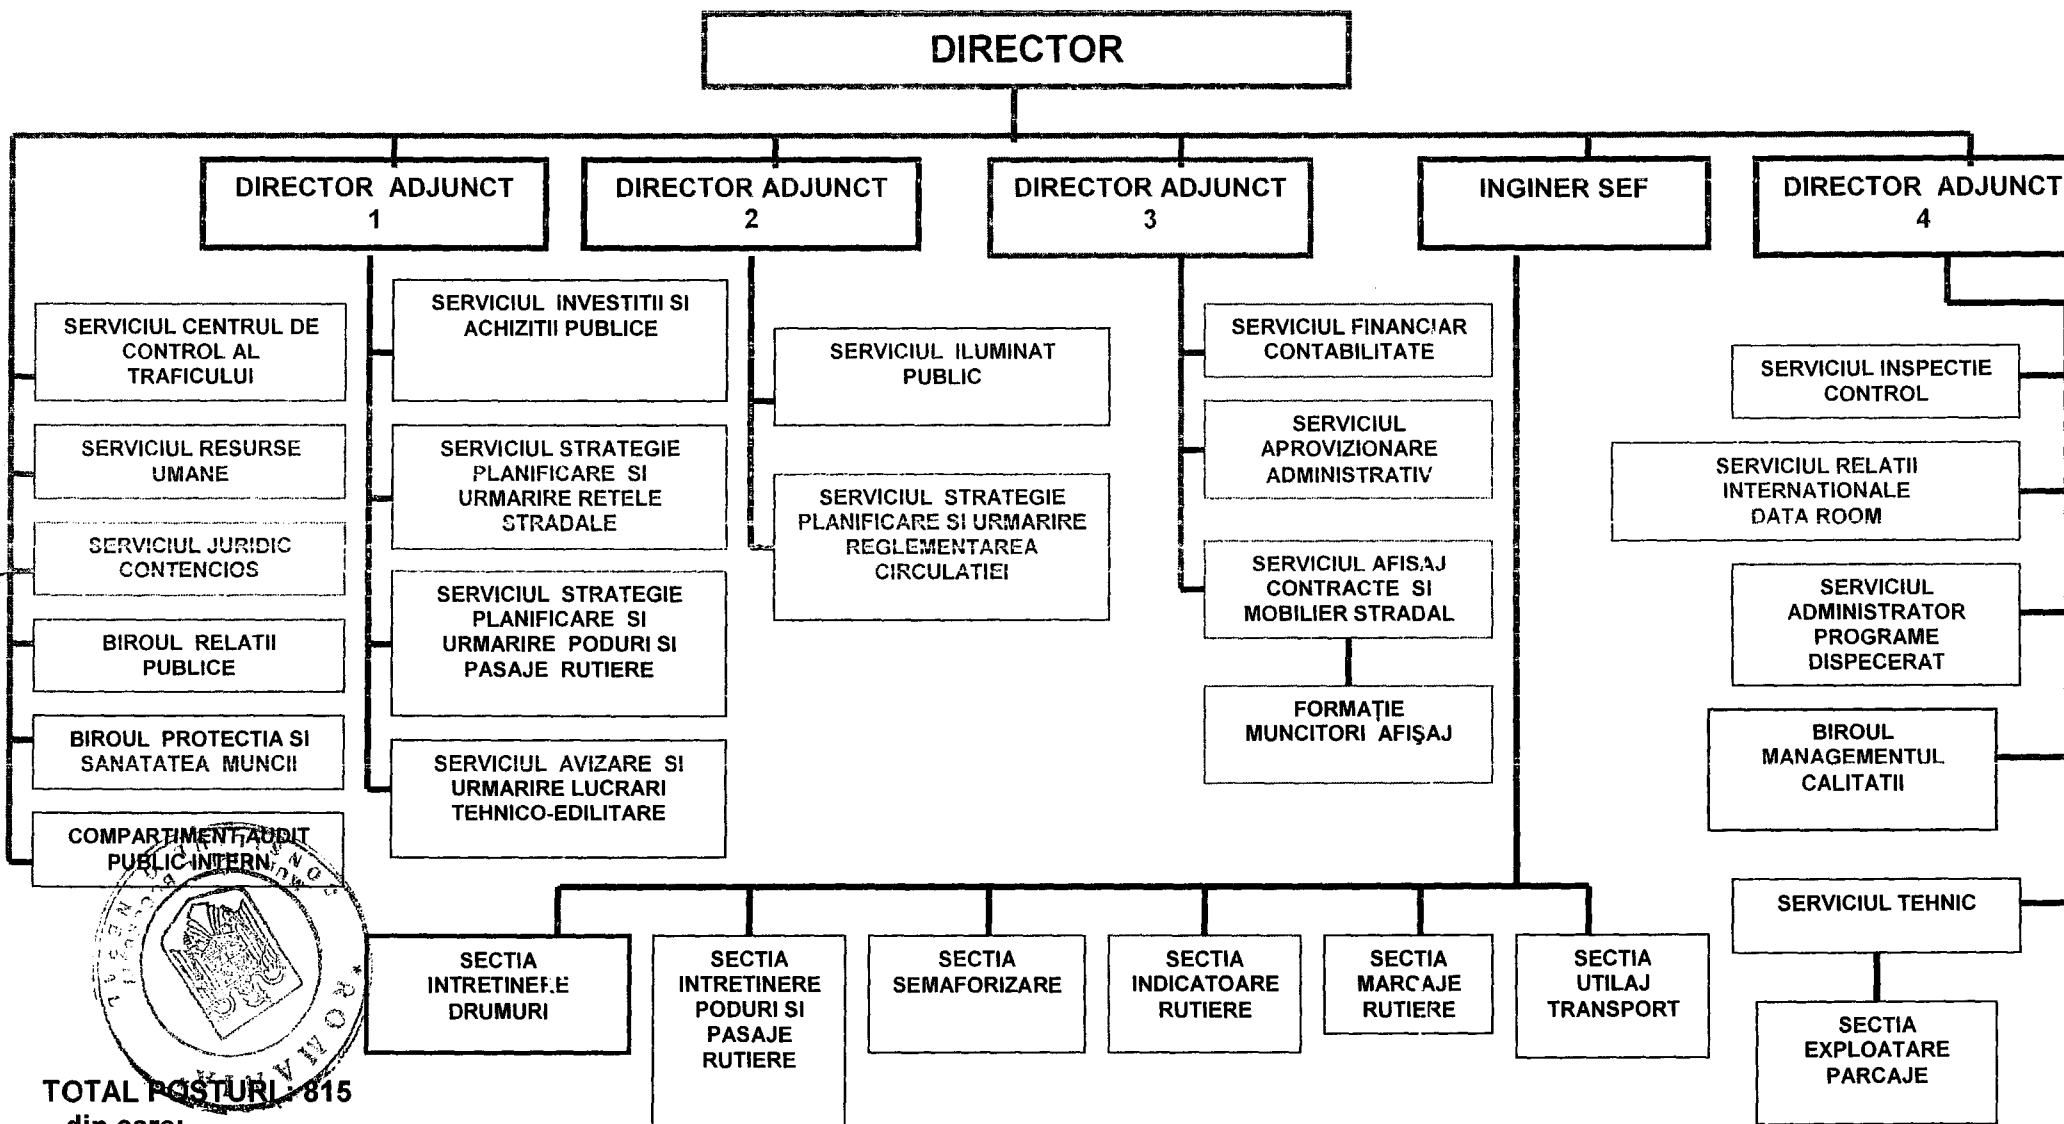 DIRECTOR
DIRECTOR ADJUNCT
1
DIRECTOR ADJUNCT
2
DIRECTOR ADJUNCT
3
INGINER SEF
DIRECTOR ADJUNCT
4
SERVICIUL CENTRUL DE
CONTROL AL
TRAFICULUI
SERVICIUL RESURSE
UMANE
SERVICIUL JURIDIC
CONTENCIOS
BIROUL RELATII
PUBLICE
BIROUL PROTECTIA SI
SANATATEA MUNCII
COMPARTIMENT AUDIT
PUBLIC INTERN
SERVICIUL INVESTITII SI
ACHIZITII PUBLICE
SERVICIUL STRATEGIE
PLANIFICARE SI
URMARIRE RETELE
STRADALE
SERVICIUL STRATEGIE
PLANIFICARE SI
URMARIRE PODURI SI
PASAJE RUTIERE
SERVICIUL AVIZARE SI
URMARIRE LUCRARI
TEHNICO-EDILITARE
SERVICIUL ILUMINAT
PUBLIC
SERVICIUL STRATEGIE
PLANIFICARE SI URMARIRE
REGLEMENTAREA
CIRCULATIEI
SERVICIUL FINANCIAR
CONTABILITATE
SERVICIUL
APROVIZIONARE
ADMINISTRATIV
SERVICIUL AFISAJ
CONTRACTE SI
MOBILIER STRADAL
FORMAŢIE
MUNCITORI AFIŞAJ
SERVICIUL INSPECTIE
CONTROL
SERVICIUL RELATII
INTERNATIONALE
DATA ROOM
SERVICIUL
ADMINISTRATOR
PROGRAME
DISPECERAT
BIROUL
MANAGEMENTUL
CALITATII
SERVICIUL TEHNIC
SECTIA
EXPLOATARE
PARCAJE
SECTIA
INTRETINERE
DRUMURI
SECTIA
INTRETINERE
PODURI SI
PASAJE
RUTIERE
SECTIA
SEMAFORIZARE
SECTIA
INDICATOARE
RUTIERE
SECTIA
MARCAJE
RUTIERE
SECTIA
UTILAJ
TRANSPORT
* ROMANIA
TOTAL POSTURI : 815
din care: